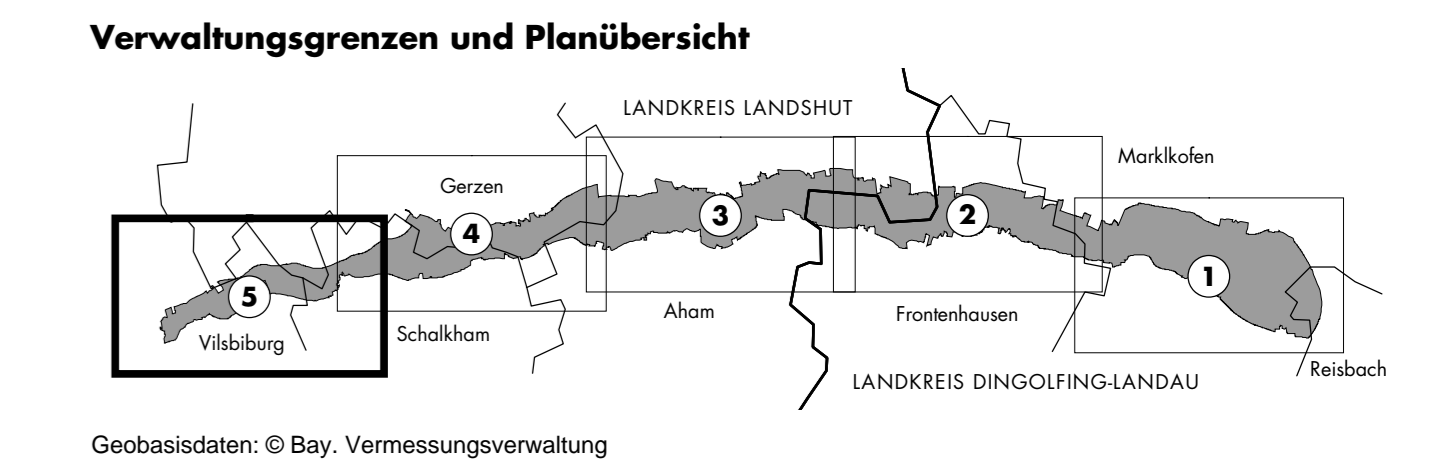 Verwaltungsgrenzen und Planübersicht
LANDKREIS LANDSHUT
Marklkofen
Gerzen
3
2
4
1
5
Aham
Frontenhausen
Schalkham
Vilsbiburg
Reisbach
LANDKREIS DINGOLFING-LANDAU
Geobasisdaten: © Bay. Vermessungsverwaltung